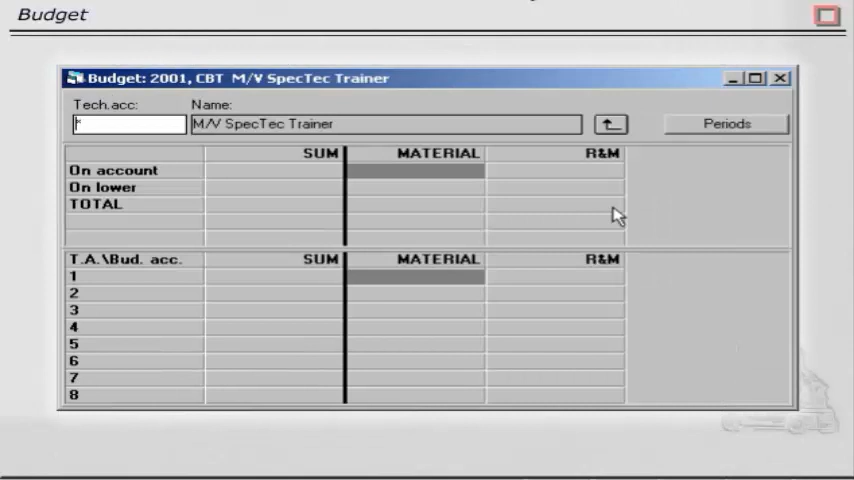 Budget
Budget: 2001, CBT M/V SpecTec Trainer
Tech.acc: Name:
* M/V SpecTec Trainer Periods
SUM MATERIAL R&M
On account
On lower
TOTAL
T.A.\Bud. acc. SUM MATERIAL R&M
1
2
3
4
5
6
7
8